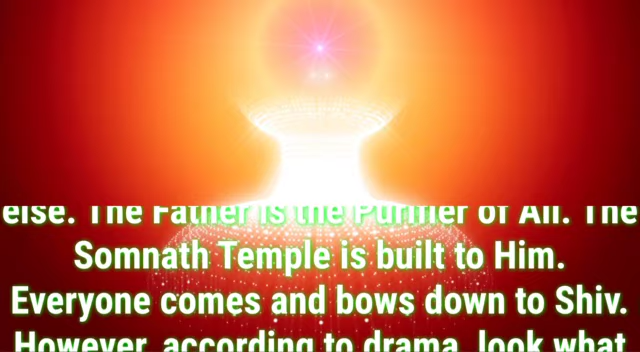 else. The Father is the Purifier of All. The
Somnath Temple is built to Him.
Everyone comes and bows down to Shiv.
However, according to drama, look what